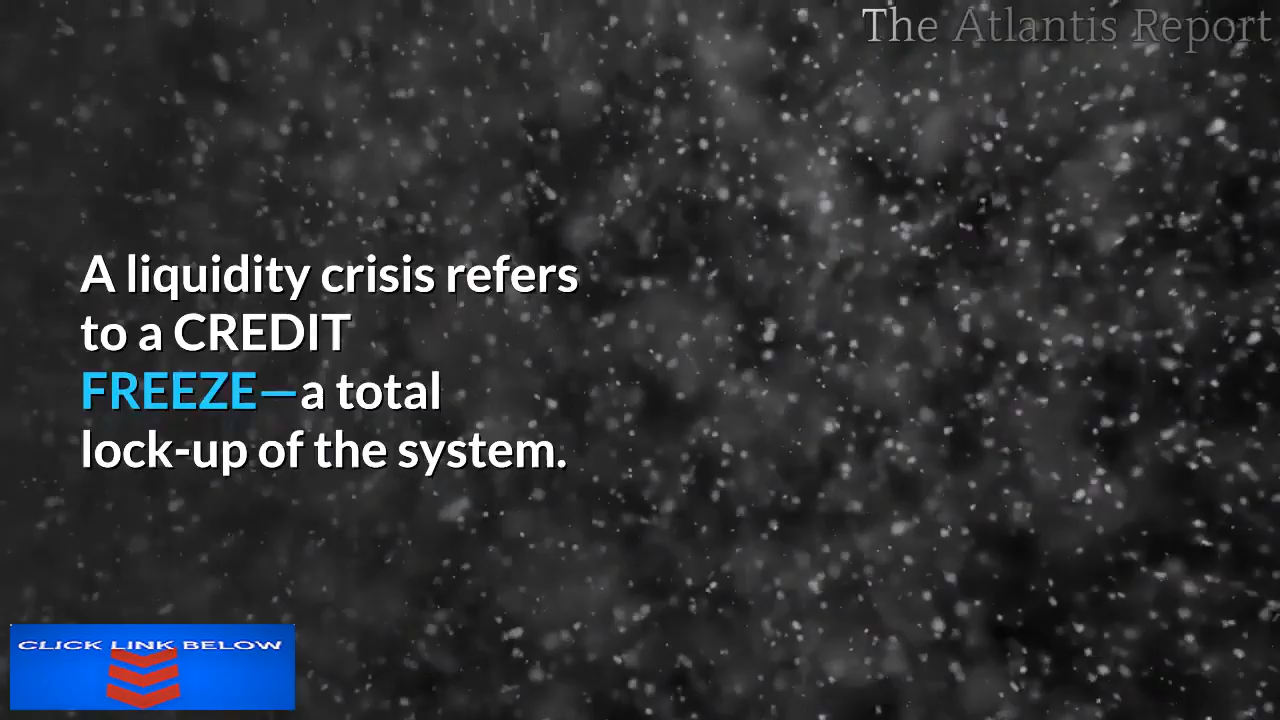 The Atlantis Report
A liquidity crisis refers
to a CREDIT
FREEZE—a total
lock-up of the system.
CLICK LINK BELOW